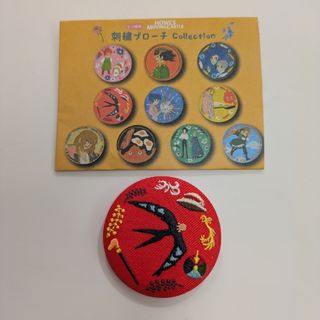 HOWL'S
MOVING CASTLE
刺繍ブローチ Collection